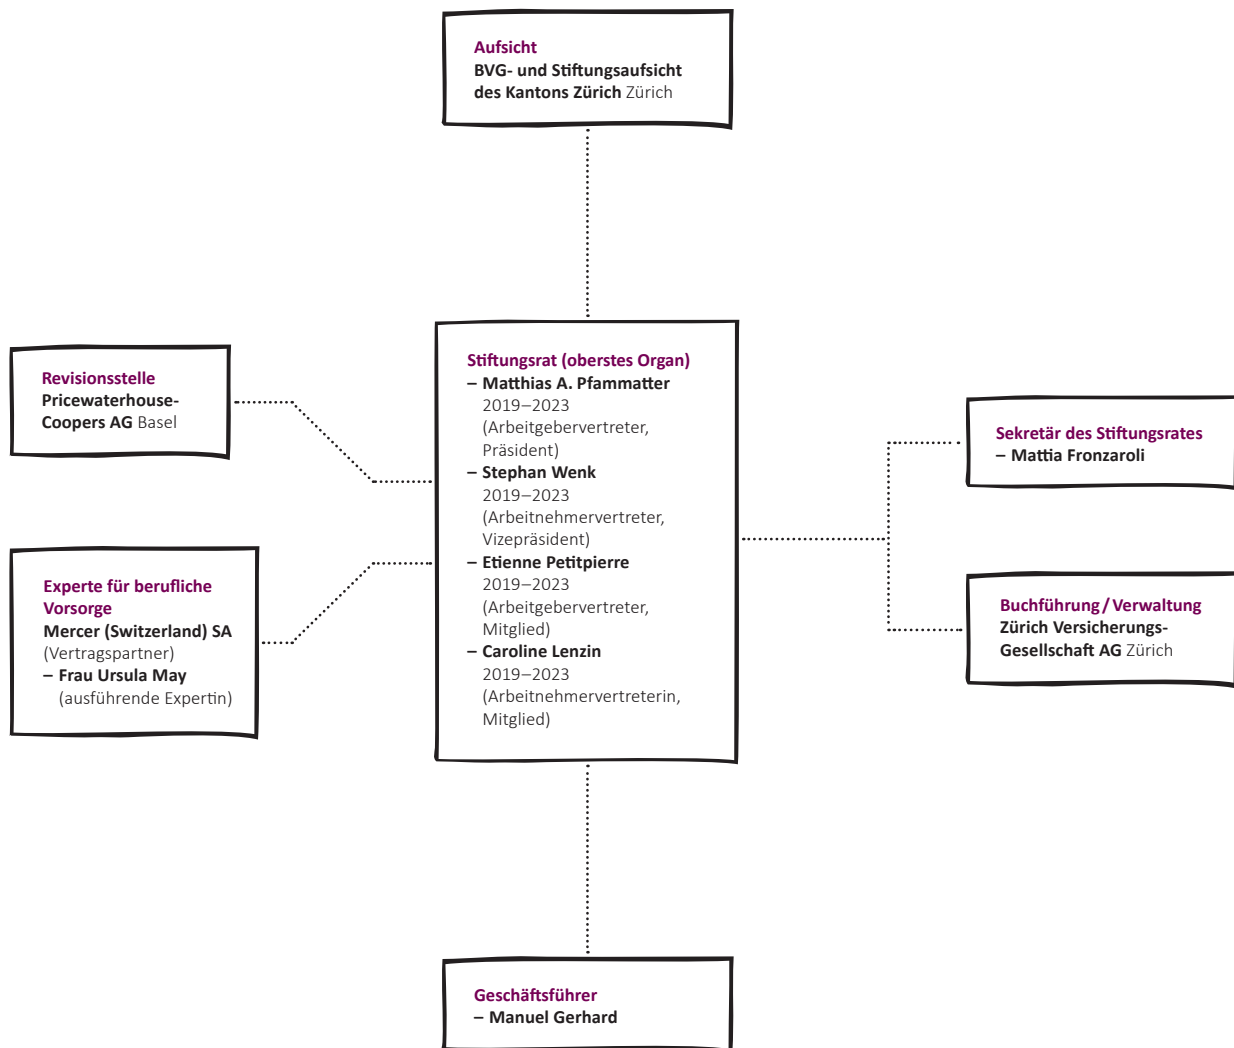 Aufsicht
BVG- und Stiftungsaufsicht
des Kantons Zürich Zürich
Revisionsstelle
Pricewaterhouse-
Coopers AG Basel
Experte für berufliche
Vorsorge
Mercer (Switzerland) SA
(Vertragspartner)
– Frau Ursula May
(ausführende Expertin)
Stiftungsrat (oberstes Organ)
– Matthias A. Pfammatter
2019–2023
(Arbeitgebervertreter,
Präsident)
– Stephan Wenk
2019–2023
(Arbeitnehmervertreter,
Vizepräsident)
– Etienne Petitpierre
2019–2023
(Arbeitgebervertreter,
Mitglied)
– Caroline Lenzin
2019–2023
(Arbeitnehmervertreterin,
Mitglied)
Sekretär des Stiftungsrates
– Mattia Fronzaroli
Buchführung / Verwaltung
Zürich Versicherungs-
Gesellschaft AG Zürich
Geschäftsführer
– Manuel Gerhard